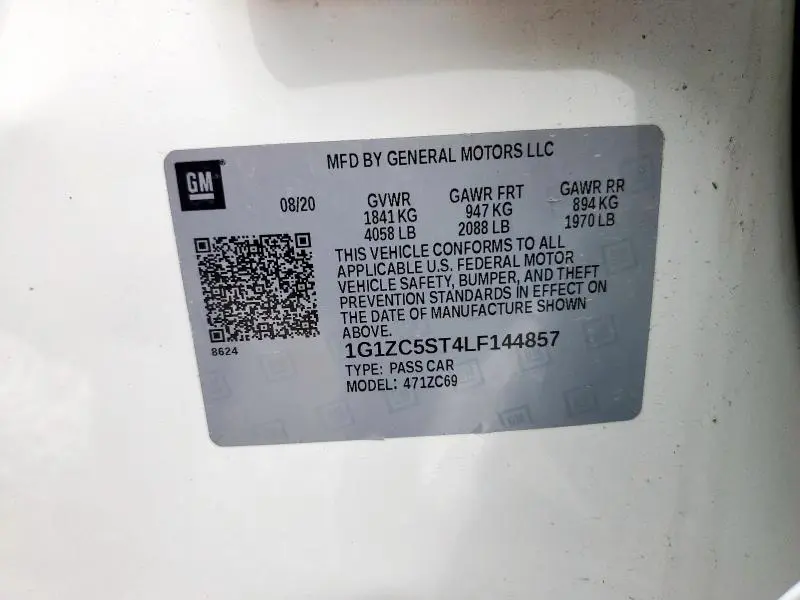 MFD BY GENERAL MOTORS LLC
GM
08/20
GVWR
1841 KG
4058 LB
GAWR FRT
947 KG
2088 LB
GAWR RR
894 KG
1970 LB
THIS VEHICLE CONFORMS TO ALL
APPLICABLE U.S. FEDERAL MOTOR
VEHICLE SAFETY, BUMPER, AND THEFT
PREVENTION STANDARDS IN EFFECT ON
THE DATE OF MANUFACTURE SHOWN
ABOVE.
8624
1G1ZC5ST4LF144857
TYPE: PASS CAR
MODEL: 471ZC69
GM